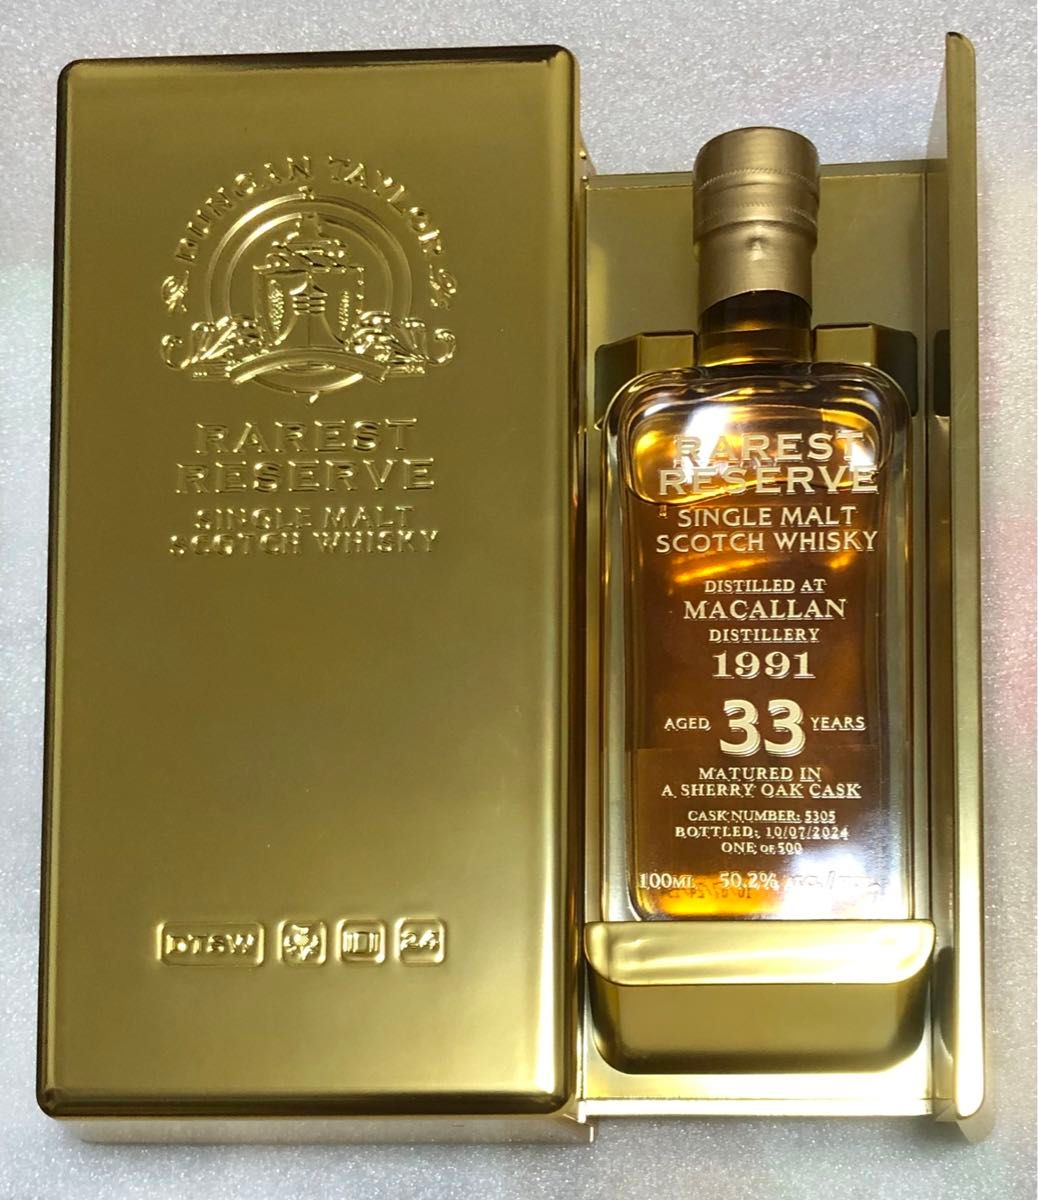 DUNCAN TAYLOR
RAREST
RESERVE
SINGLE MALT
SCOTCH WHISKY
DTSW
24
RAREST
RESERVE
SINGLE MALT
SCOTCH WHISKY
DISTILLED AT
MACALLAN
DISTILLERY
1991
AGED 33 YEARS
MATURED IN
A SHERRY OAK CASK
CASK NUMBER: 5305
BOTTLED: 10/07/2024
ONE OF 500
100ML 50.2%